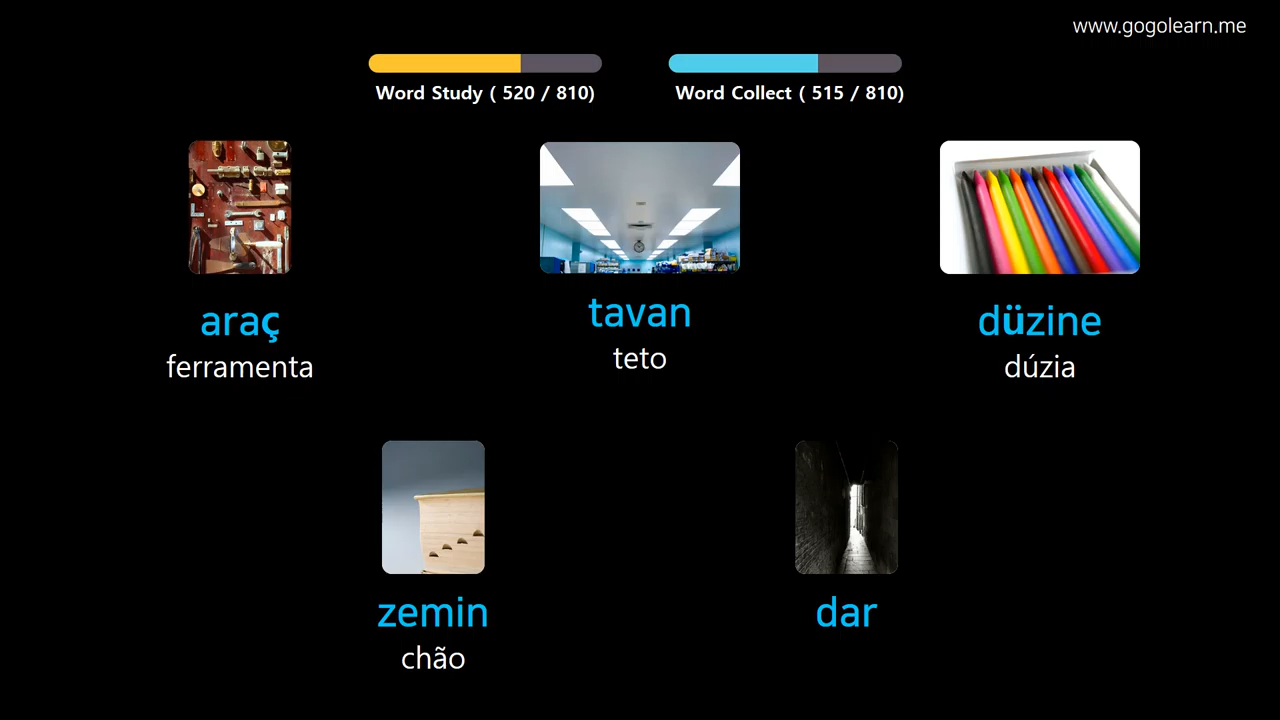 www.gogolearn.me
Word Study ( 520 / 810)
Word Collect ( 515 / 810)
araç
ferramenta
tavan
teto
düzine
dúzia
zemin
chão
dar